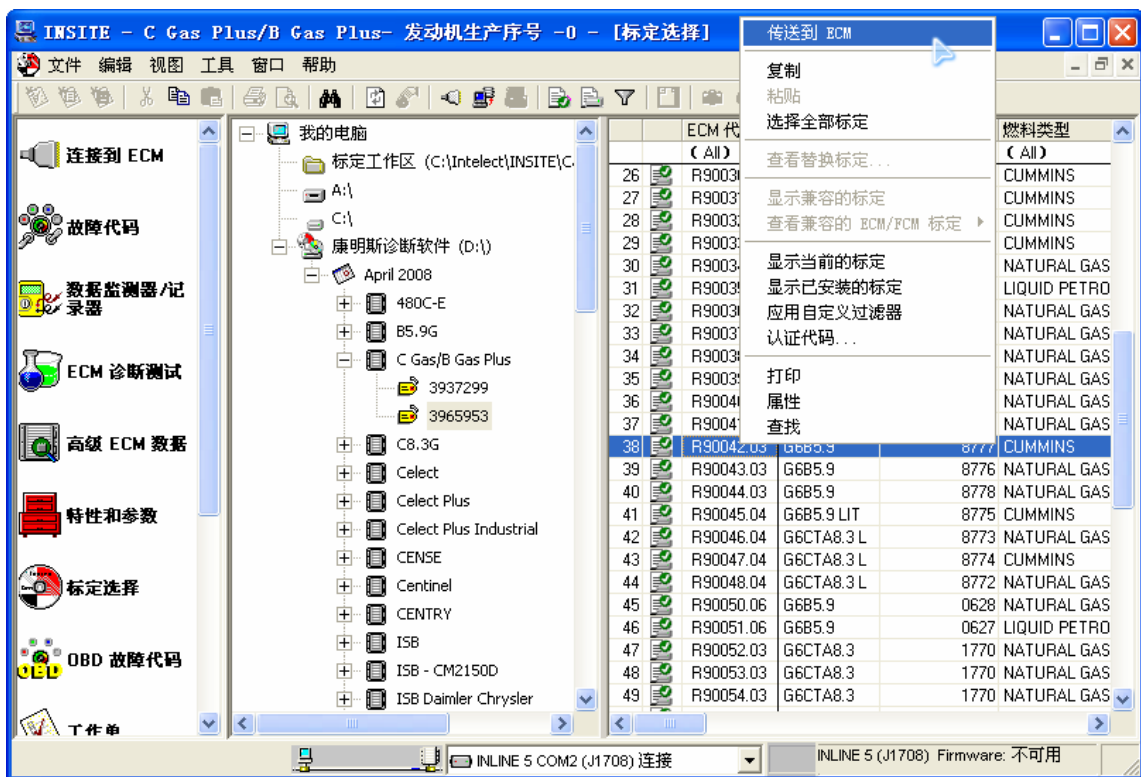 INSITE - C Gas Plus/B Gas Plus- 发动机生产序号 -0 - [标定选择]
文件 编辑 视图 工具 窗口 帮助
连接到 ECM
故障代码
数据监测器/记
录器
ECM 诊断测试
高级 ECM 数据
特性和参数
标定选择
OBD 故障代码
工作单
我的电脑
标定工作区 (C:\Intelect\INSITE\C
A:\
C:\
康明斯诊断软件 (D:\)
April 2008
480C-E
B5.9G
C Gas/B Gas Plus
3937299
3965953
C8.3G
Celect
Celect Plus
Celect Plus Industrial
CENSE
Centinel
CENTRY
ISB
ISB - CM2150D
ISB Daimler Chrysler
传送到 ECM
复制
粘贴
选择全部标定
查看替换标定...
显示兼容的标定
查看兼容的 ECM/FCM 标定
显示当前的标定
显示已安装的标定
应用自定义过滤器
认证代码...
打印
属性
查找
ECM 代 燃料类型
(All) (All)
26 CUMMINS
27 CUMMINS
28 CUMMINS
29 CUMMINS
30 NATURAL GAS
31 LIQUID PETRO
32 NATURAL GAS
33 NATURAL GAS
34 NATURAL GAS
35 NATURAL GAS
36 NATURAL GAS
37 NATURAL GAS
38 R90042.03 G6B5.9 8777 CUMMINS
39 R90043.03 G6B5.9 8776 NATURAL GAS
40 R90044.03 G6B5.9 8778 NATURAL GAS
41 R90045.04 G6B5.9 LIT 8775 CUMMINS
42 R90046.04 G6CTA8.3 L 8773 NATURAL GAS
43 R90047.04 G6CTA8.3 L 8774 CUMMINS
44 R90048.04 G6CTA8.3 L 8772 NATURAL GAS
45 R90050.06 G6B5.9 0628 NATURAL GAS
46 R90051.06 G6B5.9 0627 LIQUID PETRO
47 R90052.03 G6CTA8.3 1770 NATURAL GAS
48 R90053.03 G6CTA8.3 1770 NATURAL GAS
49 R90054.03 G6CTA8.3 1770 NATURAL GAS
INLINE 5 COM2 (J1708) 连接
INLINE 5 (J1708) Firmware: 不可用